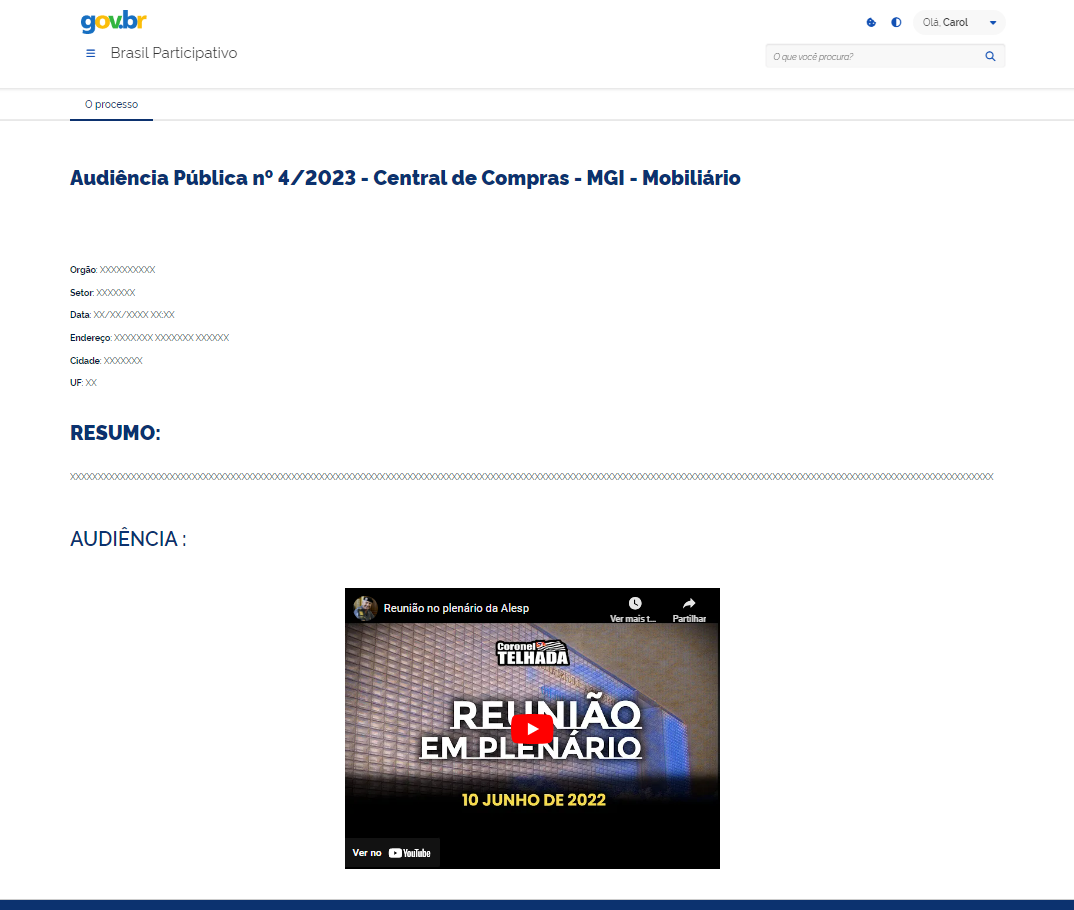 gov.br
Olá, Carol
Brasil Participativo
O que você procura?
O processo
Audiência Pública nº 4/2023 - Central de Compras - MGI - Mobiliário
Orgão: XXXXXXXXXX
Setor: XXXXXXX
Data: XX/XX/XXXX XX:XX
Endereço: XXXXXXX XXXXXXX XXXXXX
Cidade: XXXXXXX
UF: XX
RESUMO:
AUDIÊNCIA :
Reunião no plenário da Alesp
Ver mais t...
Partilhar
Coronel
TELHADA
REUNIÃO
EM PLENÁRIO
10 JUNHO DE 2022
Ver no YouTube